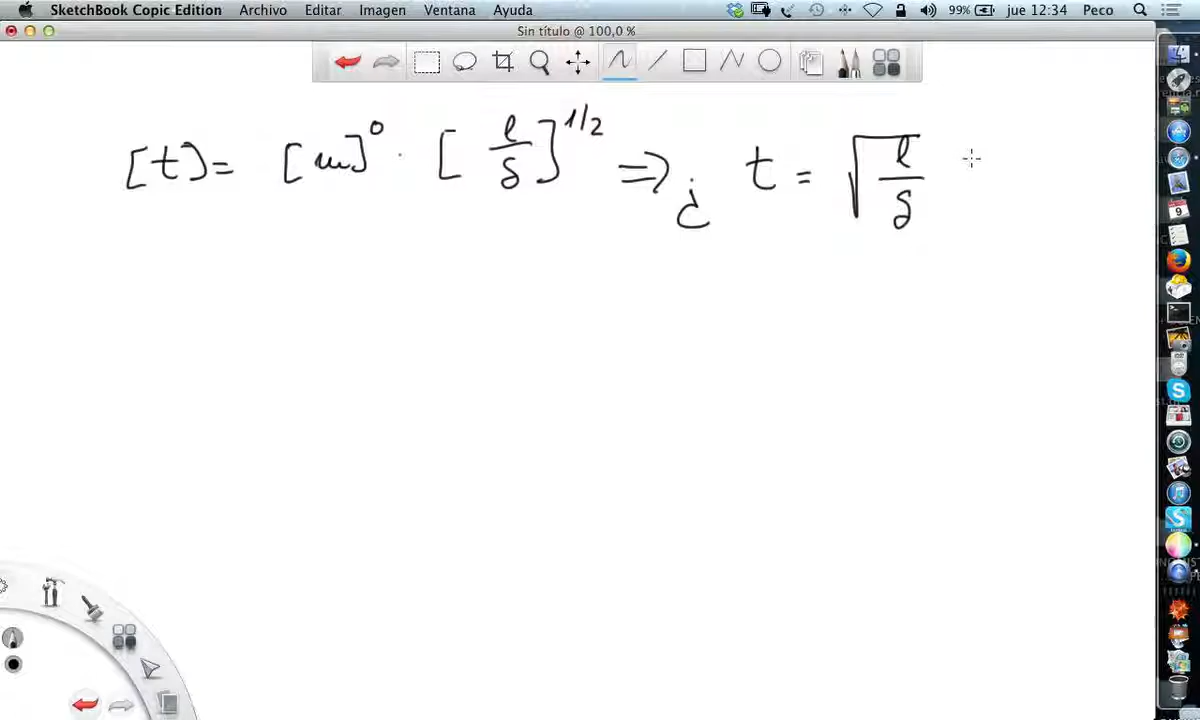 SketchBook Copic Edition Archivo Editar Imagen Ventana Ayuda 99% jue 12:34 Peco
Sin título @ 100,0 %
[t] = [m]^0 · [l/g]^1/2 ⇒ ¿ t = √(l/g)